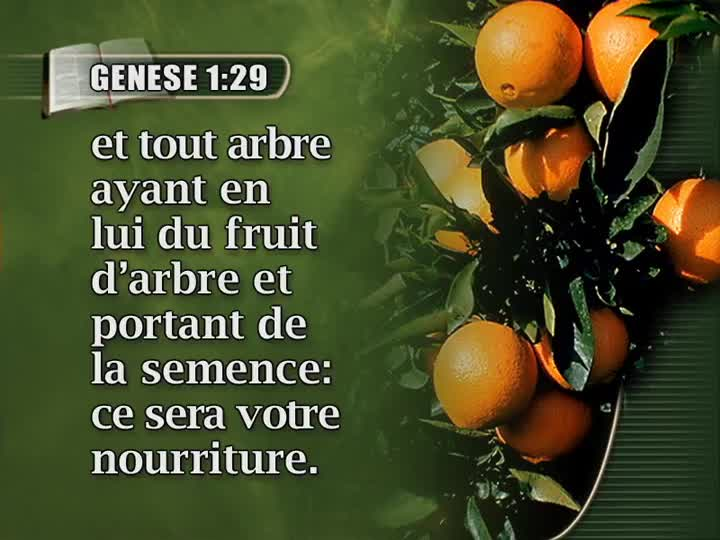 GENESE 1:29
et tout arbre
ayant en
lui du fruit
d’arbre et
portant de
la semence:
ce sera votre
nourriture.